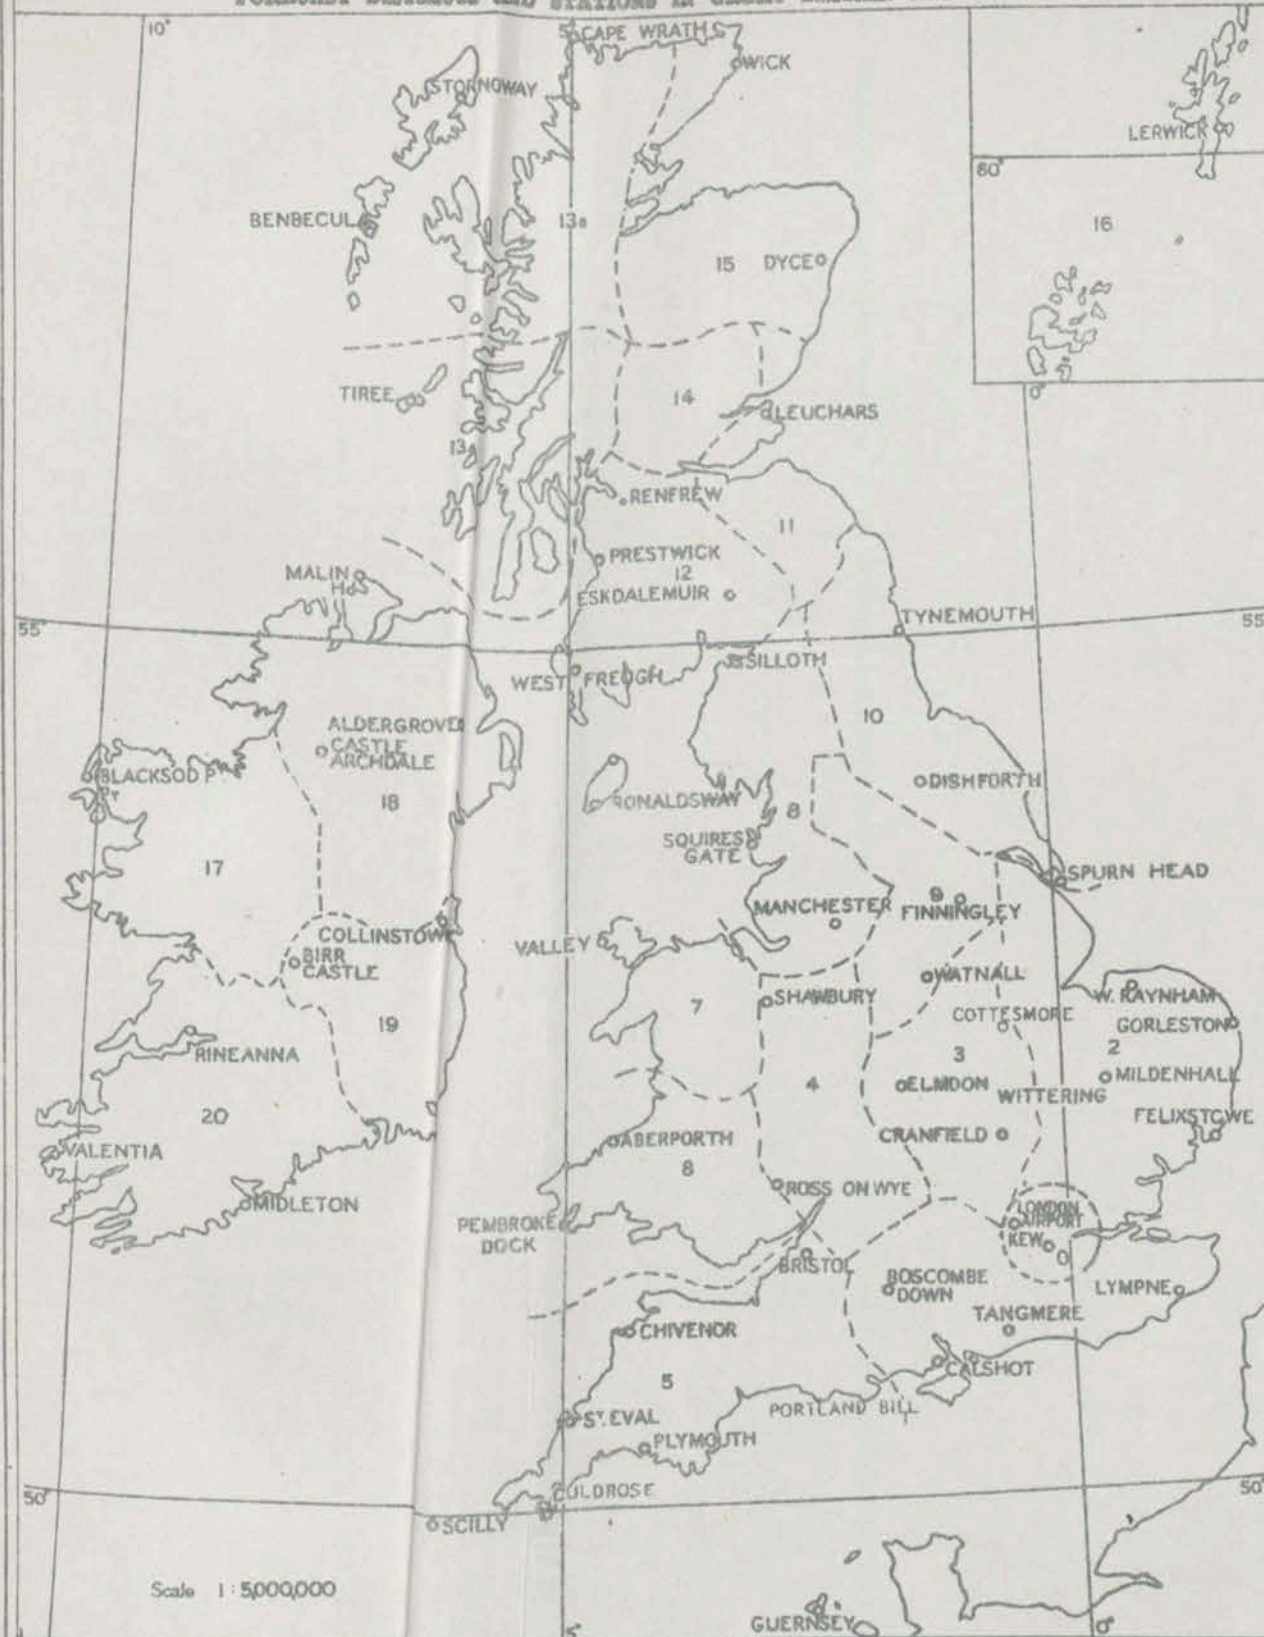 10°
5°
CAPE WRATH
WICK
STORNOWAY
LERWICK
60°
BENBECUL
13B
16
15 DYCE
TIREE
14
LEUCHARS
13
RENFREW
11
PRESTWICK
12
MALIN
Hd
ESKDALEMUIR
TYNEMOUTH
55°
55
SILLOTH
WEST FREUGH
10
ALDERGROVE
CASTLE
ARCHDALE
BLACKSOD PT
DISHFORTH
RONALDSWAY
18
8
SQUIRES
GATE
17
SPURN HEAD
9
MANCHESTER
FINNINGLEY
COLLINSTOWN
VALLEY
BIRR
CASTLE
WATNALL
SHAWBURY
W. RAYNHAM
7
COTTESMORE
GORLESTON
19
RINEANNA
2
3
4
ELMDON
MILDENHALL
WITTERING
20
FELIXSTOWE
CRANFIELD
ABERPORTH
VALENTIA
8
ROSS ON WYE
MIDLETON
LONDON
AIRPORT
PEMBROKE
DOCK
KEW
BRISTOL
BOSCOMBE
DOWN
LYMPNE
TANGMERE
CHIVENOR
CALSHOT
5
PORTLAND BILL
ST. EVAL
PLYMOUTH
CULDROSE
50°
50
SCILLY
Scale 1:5,000,000
GUERNSEY
0°